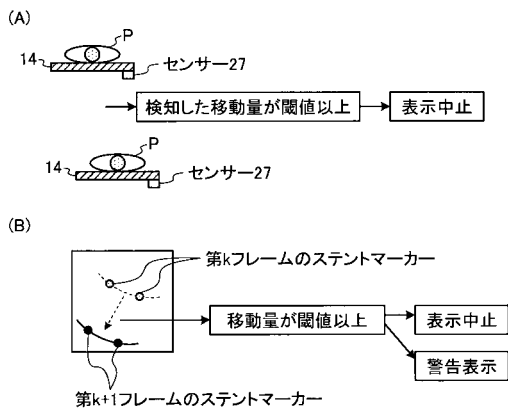 (A)
P
14
センサー27
検知した移動量が閾値以上
表示中止
P
14
センサー27
(B)
第kフレームのステントマーカー
移動量が閾値以上
表示中止
警告表示
第k+1フレームのステントマーカー